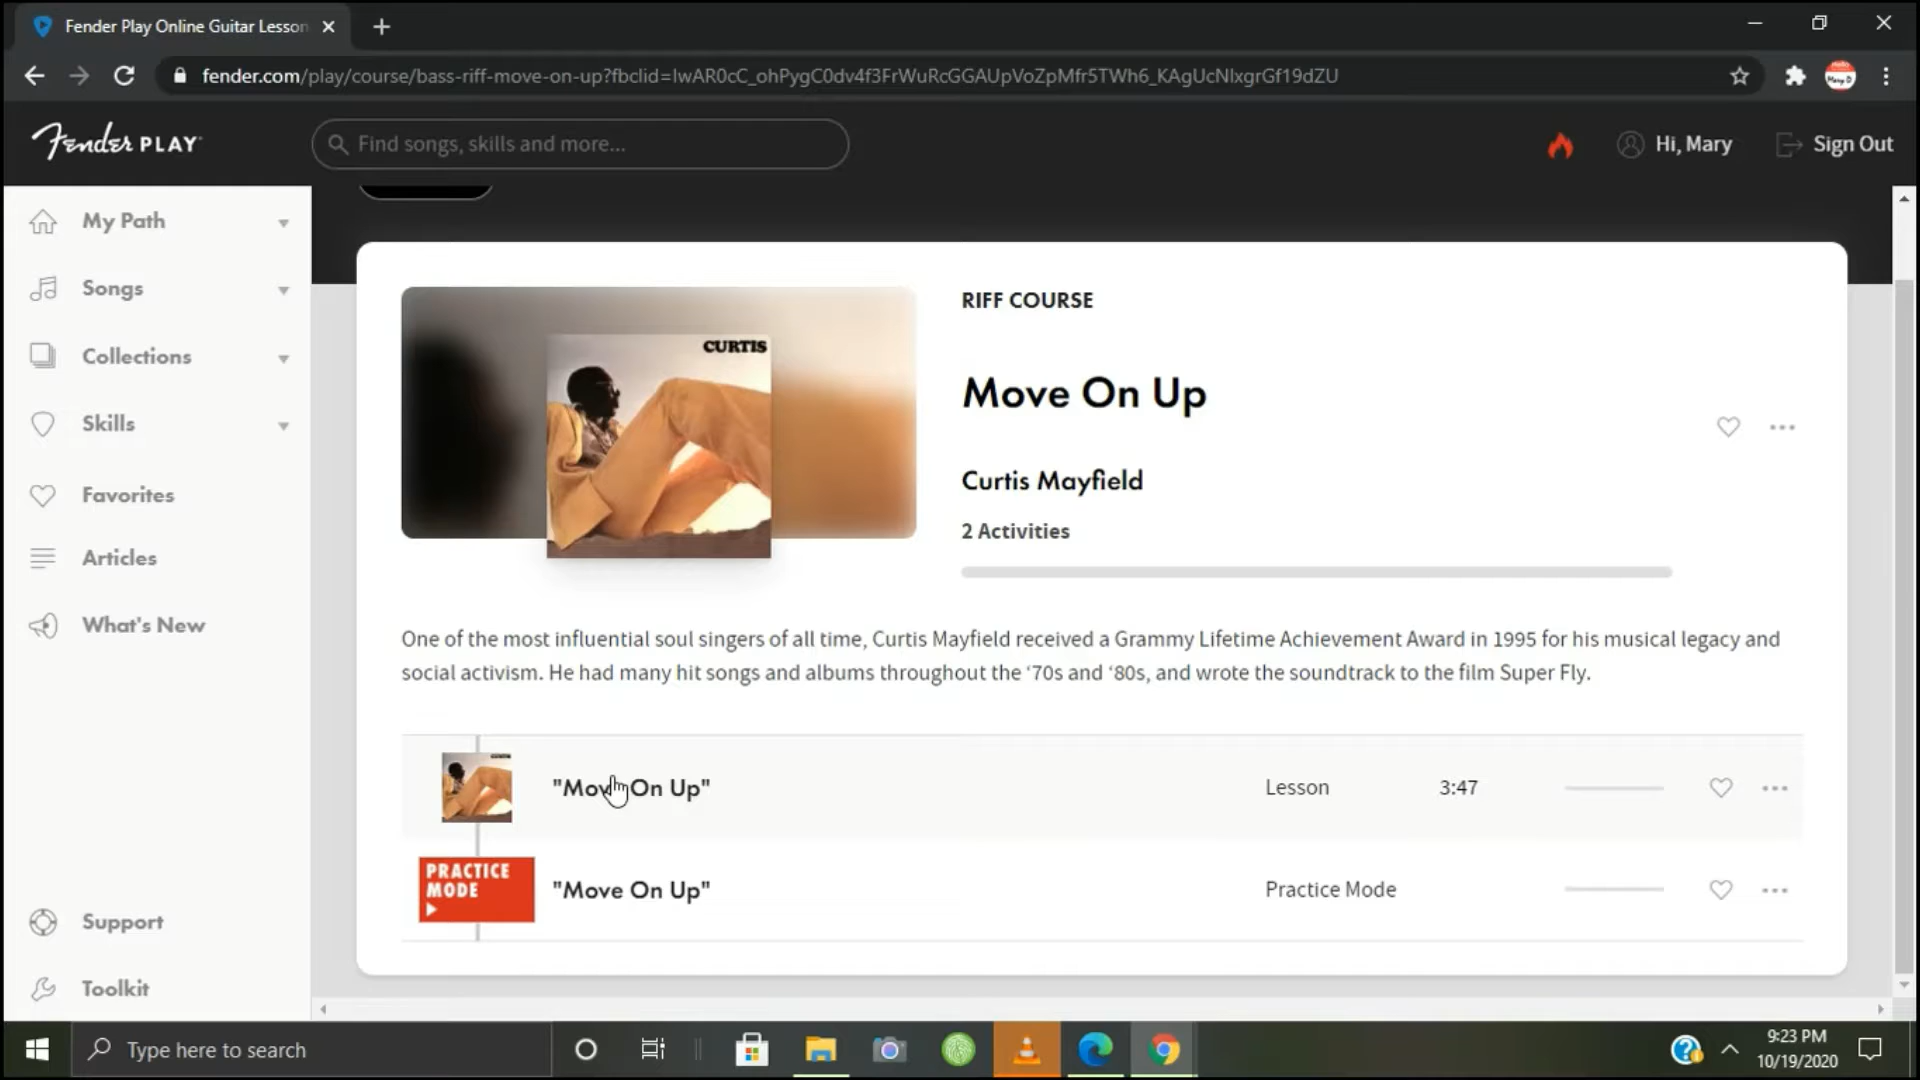 Fender Play Online Guitar Lesson
fender.com/play/course/bass-riff-move-on-up?fbclid=IwAR0cC_ohPygC0dv4f3FrWuRcGGAUpVoZpMfr5TWh6_KAgUcNlxgrGf19dZU
Fender PLAY
Find songs, skills and more...
Hi, Mary
Sign Out
My Path
Songs
Collections
Skills
Favorites
Articles
What's New
Support
Toolkit
CURTIS
RIFF COURSE
Move On Up
Curtis Mayfield
2 Activities
One of the most influential soul singers of all time, Curtis Mayfield received a Grammy Lifetime Achievement Award in 1995 for his musical legacy and
social activism. He had many hit songs and albums throughout the ‘70s and ‘80s, and wrote the soundtrack to the film Super Fly.
"Move On Up" Lesson 3:47
PRACTICE
MODE
"Move On Up" Practice Mode
Type here to search
9:23 PM
10/19/2020